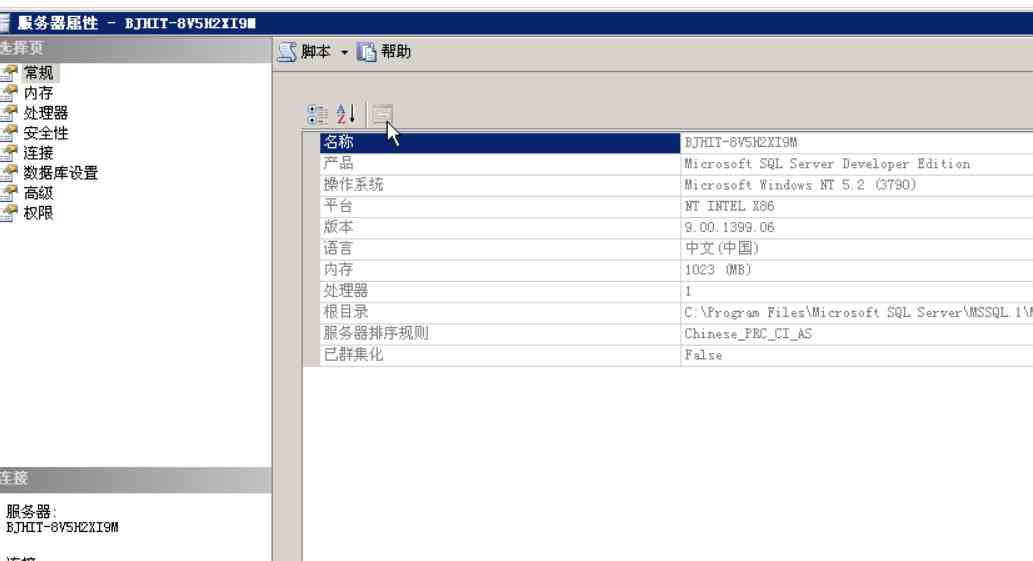 服务器属性 - BJHIT-8V5H2XI9M
选择页
脚本 帮助
常规
内存
处理器
安全性
连接
数据库设置
高级
权限
名称 BJHIT-8V5H2XI9M
产品 Microsoft SQL Server Developer Edition
操作系统 Microsoft Windows NT 5.2 (3790)
平台 NT INTEL X86
版本 9.00.1399.06
语言 中文(中国)
内存 1023 (MB)
处理器 1
根目录 C:\Program Files\Microsoft SQL Server\MSSQL.1\
服务器排序规则 Chinese_PRC_CI_AS
已群集化 False
连接
服务器:
BJHIT-8V5H2XI9M